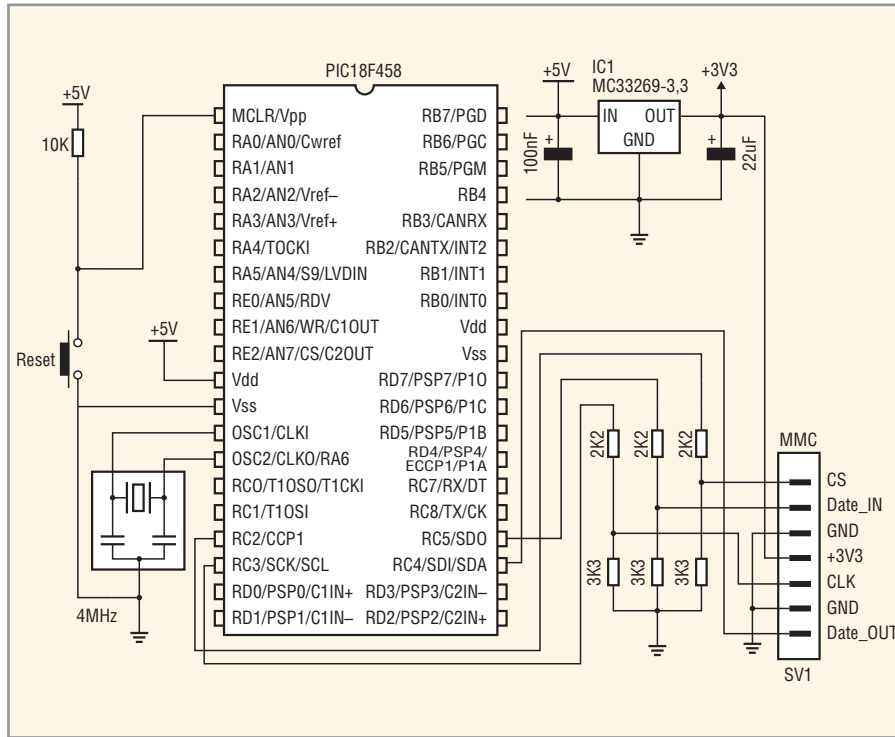 PIC18F458
+5V
10K
Reset
+5V
4MHz
MCLR/Vpp
RA0/AN0/Cwref
RA1/AN1
RA2/AN2/Vref–
RA3/AN3/Vref+
RA4/TOCKI
RA5/AN4/S9/LVDIN
RE0/AN5/RDV
RE1/AN6/WR/C1OUT
RE2/AN7/CS/C2OUT
Vdd
Vss
OSC1/CLKI
OSC2/CLKO/RA6
RCO/T1OSO/T1CKI
RC1/T1OSI
RC2/CCP1
RC3/SCK/SCL
RD0/PSP0/C1IN+
RD1/PSP1/C1IN–
RB7/PGD
RB6/PGC
RB5/PGM
RB4
RB3/CANRX
RB2/CANTX/INT2
RB1/INT1
RB0/INT0
Vdd
Vss
RD7/PSP7/P1O
RD6/PSP6/P1C
RD5/PSP5/P1B
RD4/PSP4/
ECCP1/P1A
RC7/RX/DT
RC8/TX/CK
RC5/SDO
RC4/SDI/SDA
RD3/PSP3/C2IN–
RD2/PSP2/C2IN+
+5V
IC1
MC33269-3,3
+3V3
IN OUT
GND
100nF
+
+
22uF
2K2
2K2
2K2
3K3
3K3
3K3
MMC
CS
Date_IN
GND
+3V3
CLK
GND
Date_OUT
SV1